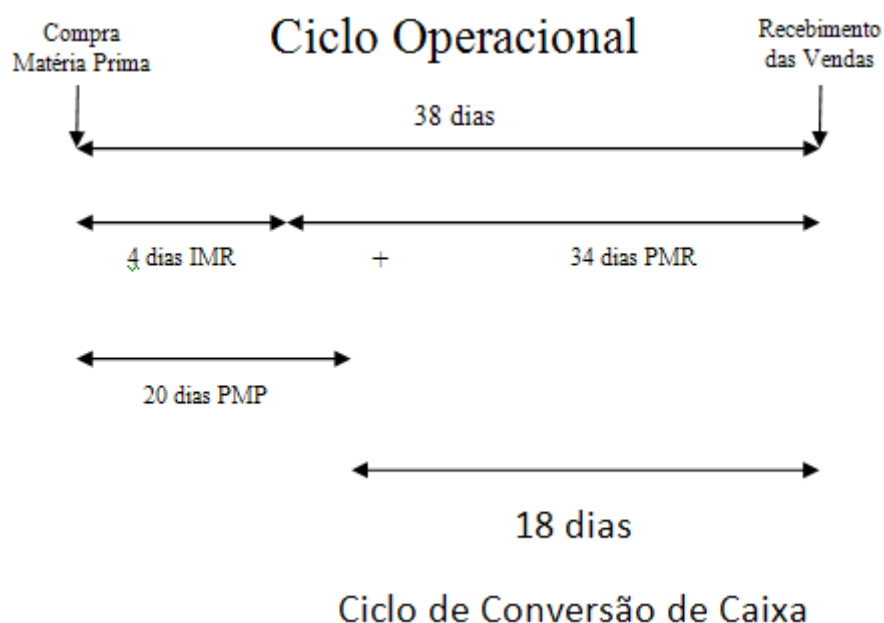 Compra
Matéria Prima
Ciclo Operacional
Recebimento
das Vendas
38 dias
4 dias IMR
+
34 dias PMR
20 dias PMP
18 dias
Ciclo de Conversão de Caixa